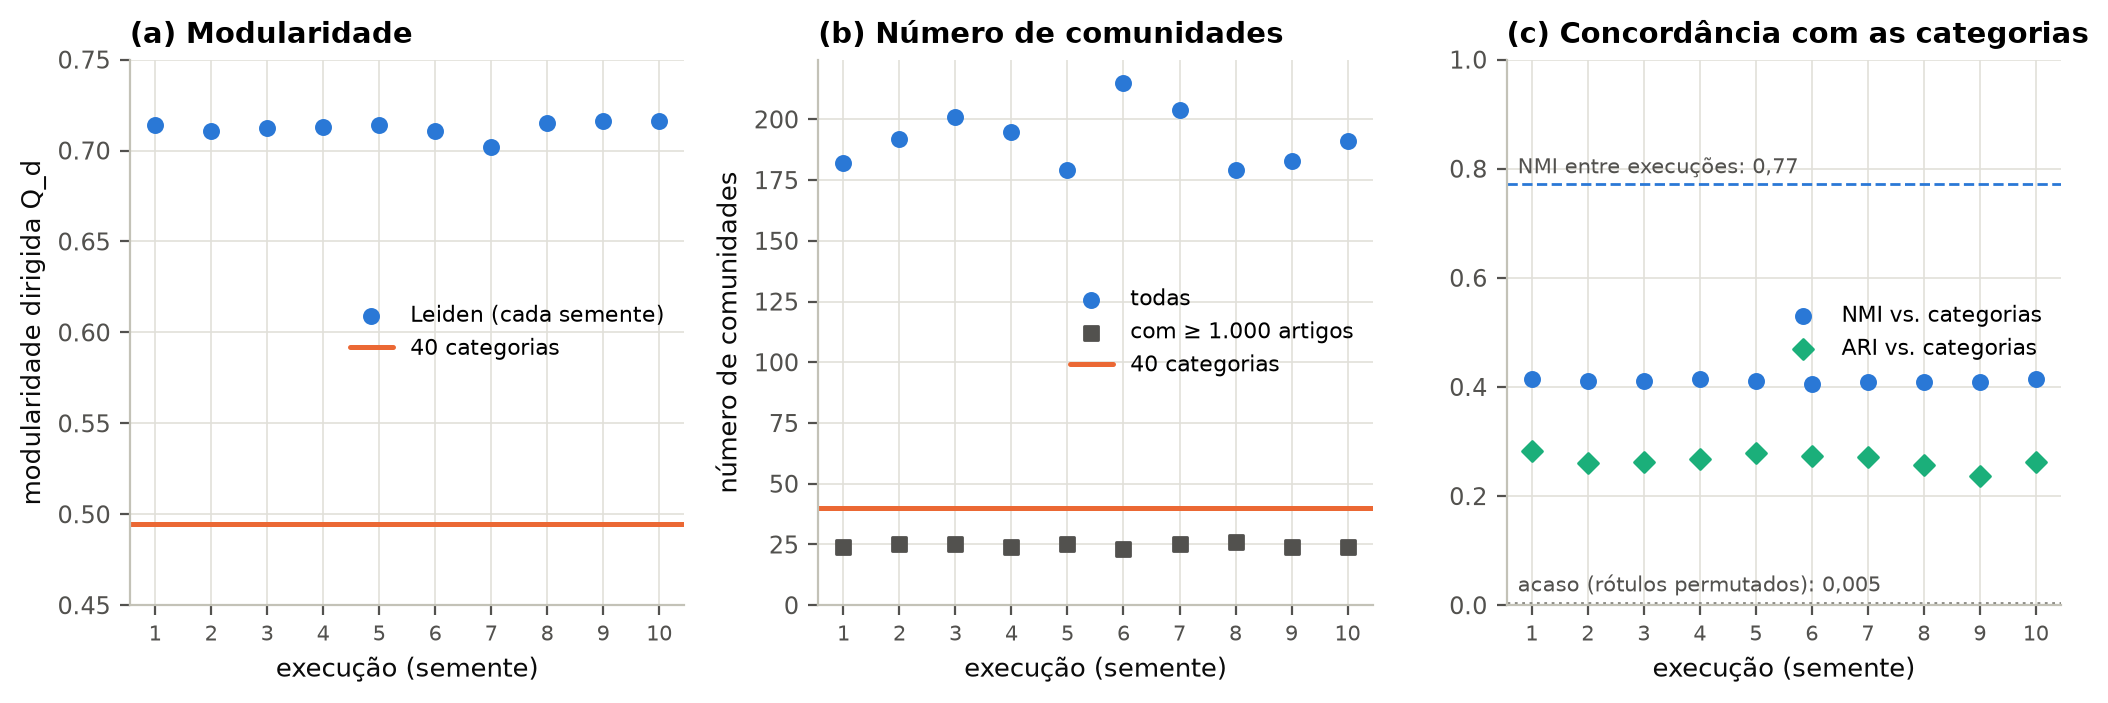 (a) Modularidade
modularidade dirigida Q_d
0.75
0.70
0.65
0.60
0.55
0.50
0.45
Leiden (cada semente)
40 categorias
1 2 3 4 5 6 7 8 9 10
execução (semente)
(b) Número de comunidades
número de comunidades
200
175
150
125
100
75
50
25
0
todas
com ≥ 1.000 artigos
40 categorias
1 2 3 4 5 6 7 8 9 10
execução (semente)
(c) Concordância com as categorias
1.0
0.8
0.6
0.4
0.2
0.0
NMI entre execuções: 0,77
NMI vs. categorias
ARI vs. categorias
acaso (rótulos permutados): 0,005
1 2 3 4 5 6 7 8 9 10
execução (semente)